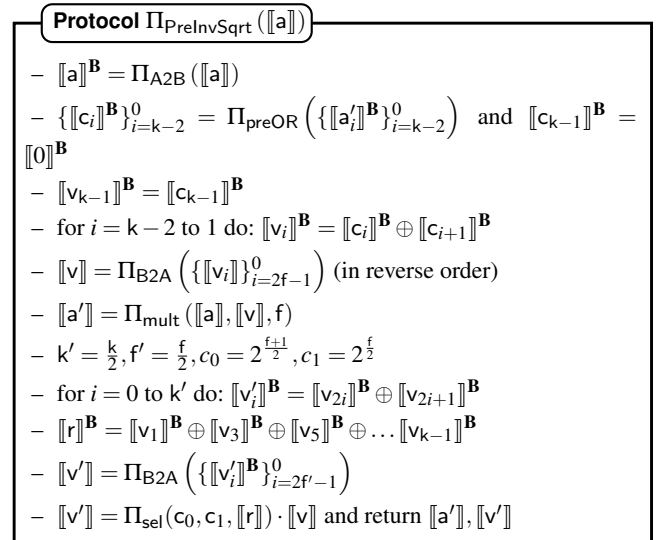 Protocol Π_PreInvSqrt (⟦a⟧)
– ⟦a⟧^B = Π_A2B (⟦a⟧)
– {⟦c_i⟧^B}^0_{i=k−2} = Π_preOR ({⟦a′_i⟧^B}^0_{i=k−2}) and ⟦c_{k−1}⟧^B =
⟦0⟧^B
– ⟦v_{k−1}⟧^B = ⟦c_{k−1}⟧^B
– for i = k − 2 to 1 do: ⟦v_i⟧^B = ⟦c_i⟧^B ⊕ ⟦c_{i+1}⟧^B
– ⟦v⟧ = Π_B2A ({⟦v_i⟧}^0_{i=2f−1}) (in reverse order)
– ⟦a′⟧ = Π_mult (⟦a⟧, ⟦v⟧, f)
– k′ = k/2, f′ = f/2, c_0 = 2^{(f+1)/2}, c_1 = 2^{f/2}
– for i = 0 to k′ do: ⟦v′_i⟧^B = ⟦v_{2i}⟧^B ⊕ ⟦v_{2i+1}⟧^B
– ⟦r⟧^B = ⟦v_1⟧^B ⊕ ⟦v_3⟧^B ⊕ ⟦v_5⟧^B ⊕ … ⟦v_{k−1}⟧^B
– ⟦v′⟧ = Π_B2A ({⟦v′_i⟧^B}^0_{i=2f′−1})
– ⟦v′⟧ = Π_sel(c_0, c_1, ⟦r⟧) · ⟦v⟧ and return ⟦a′⟧, ⟦v′⟧